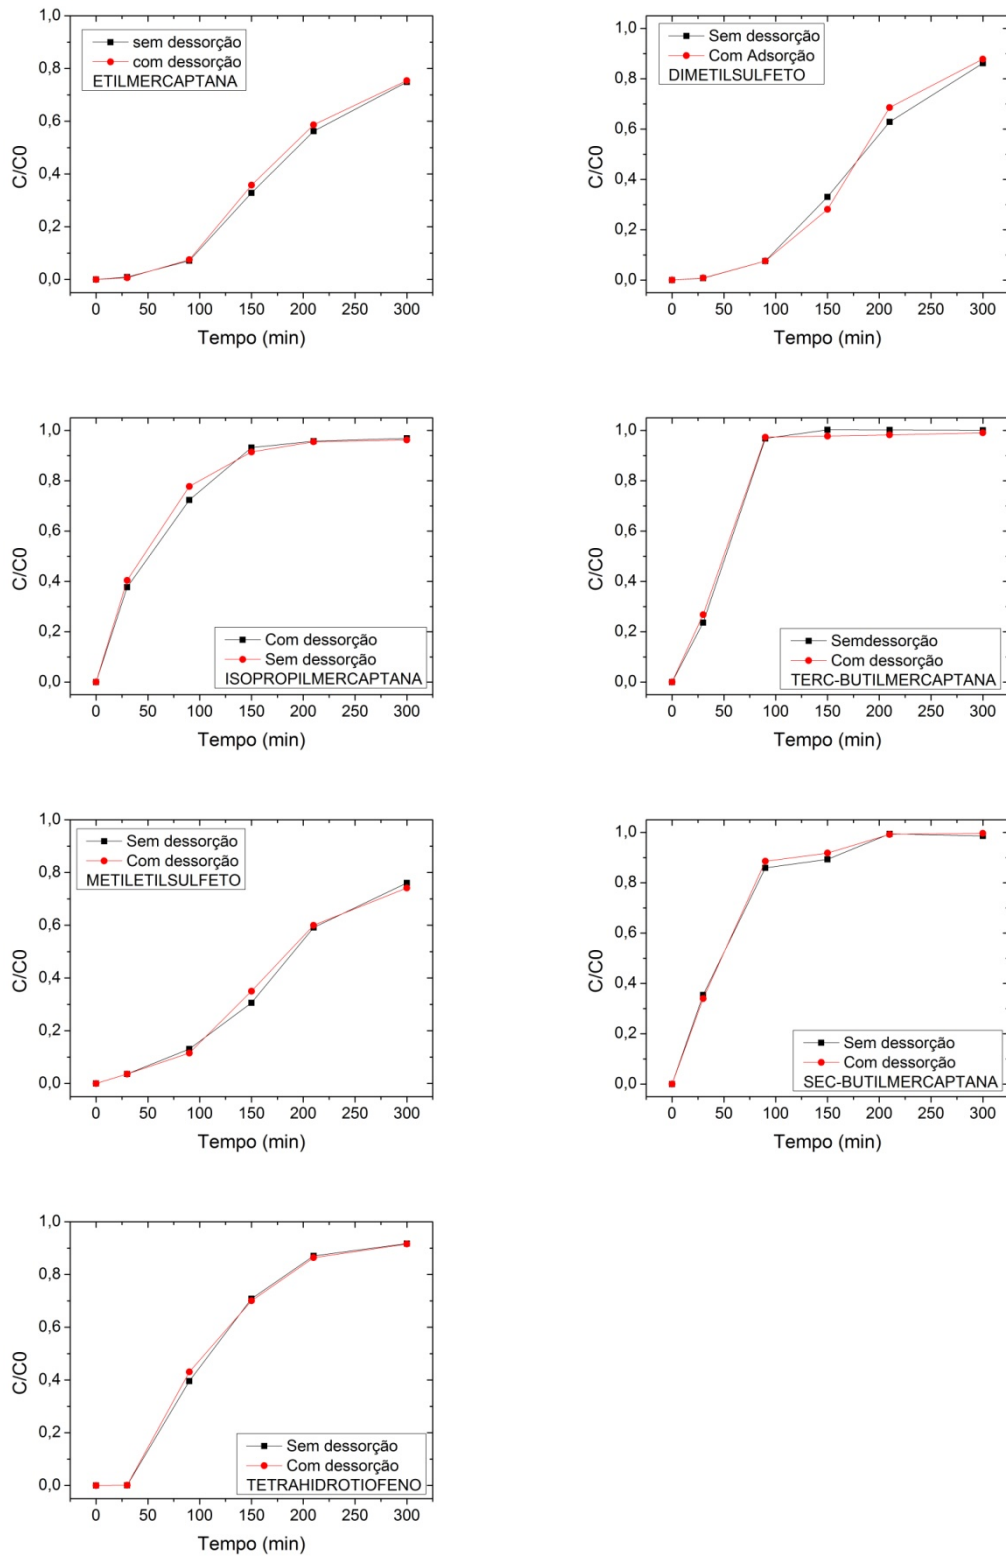 1,0
0,8
0,6
0,4
0,2
0,0
C/C0
sem dessorção
com dessorção
ETILMERCAPTANA
0 50 100 150 200 250 300
Tempo (min)
1,0
0,8
0,6
0,4
0,2
0,0
C/C0
Sem dessorção
Com Adsorção
DIMETILSULFETO
0 50 100 150 200 250 300
Tempo (min)
1,0
0,8
0,6
0,4
0,2
0,0
C/C0
Com dessorção
Sem dessorção
ISOPROPILMERCAPTANA
0 50 100 150 200 250 300
Tempo (min)
1,0
0,8
0,6
0,4
0,2
0,0
C/C0
Semdessorção
Com dessorção
TERC-BUTILMERCAPTANA
0 50 100 150 200 250 300
Tempo (min)
1,0
0,8
0,6
0,4
0,2
0,0
C/C0
Sem dessorção
Com dessorção
METILETILSULFETO
0 50 100 150 200 250 300
Tempo (min)
1,0
0,8
0,6
0,4
0,2
0,0
C/C0
Sem dessorção
Com dessorção
SEC-BUTILMERCAPTANA
0 50 100 150 200 250 300
Tempo (min)
1,0
0,8
0,6
0,4
0,2
0,0
C/C0
Sem dessorção
Com dessorção
TETRAHIDROTIOFENO
0 50 100 150 200 250 300
Tempo (min)